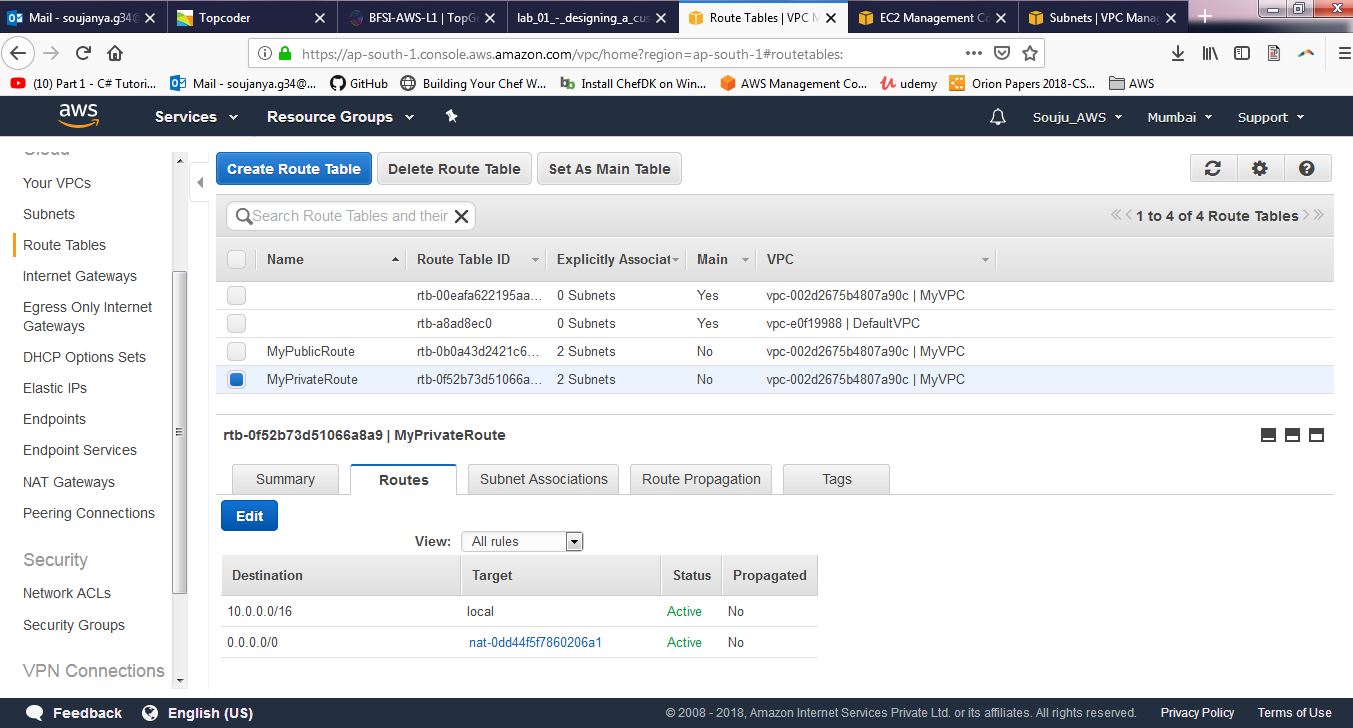 Mail - soujanya.g34@
Topcoder
BFSI-AWS-L1 | TopG
lab_01_-_designing_a_cus
Route Tables | VPC M
EC2 Management Co
Subnets | VPC Manag
https://ap-south-1.console.aws.amazon.com/vpc/home?region=ap-south-1#routetables:
(10) Part 1 - C# Tutori...
Mail - soujanya.g34@...
GitHub
Building Your Chef W...
Install ChefDK on Win...
AWS Management Co...
udemy
Orion Papers 2018-CS...
AWS
aws
Services
Resource Groups
Souju_AWS
Mumbai
Support
Cloud
Your VPCs
Subnets
Route Tables
Internet Gateways
Egress Only Internet
Gateways
DHCP Options Sets
Elastic IPs
Endpoints
Endpoint Services
NAT Gateways
Peering Connections
Security
Network ACLs
Security Groups
VPN Connections
Create Route Table
Delete Route Table
Set As Main Table
Search Route Tables and their
1 to 4 of 4 Route Tables
Name Route Table ID Explicitly Associat Main VPC
rtb-00eafa622195aa... 0 Subnets Yes vpc-002d2675b4807a90c | MyVPC
rtb-a8ad8ec0 0 Subnets Yes vpc-e0f19988 | DefaultVPC
MyPublicRoute rtb-0b0a43d2421c6... 2 Subnets No vpc-002d2675b4807a90c | MyVPC
MyPrivateRoute rtb-0f52b73d51066a... 2 Subnets No vpc-002d2675b4807a90c | MyVPC
rtb-0f52b73d51066a8a9 | MyPrivateRoute
Summary
Routes
Subnet Associations
Route Propagation
Tags
Edit
View: All rules
Destination Target Status Propagated
10.0.0.0/16 local Active No
0.0.0.0/0 nat-0dd44f5f7860206a1 Active No
Feedback
English (US)
© 2008 - 2018, Amazon Internet Services Private Ltd. or its affiliates. All rights reserved.
Privacy Policy
Terms of Use